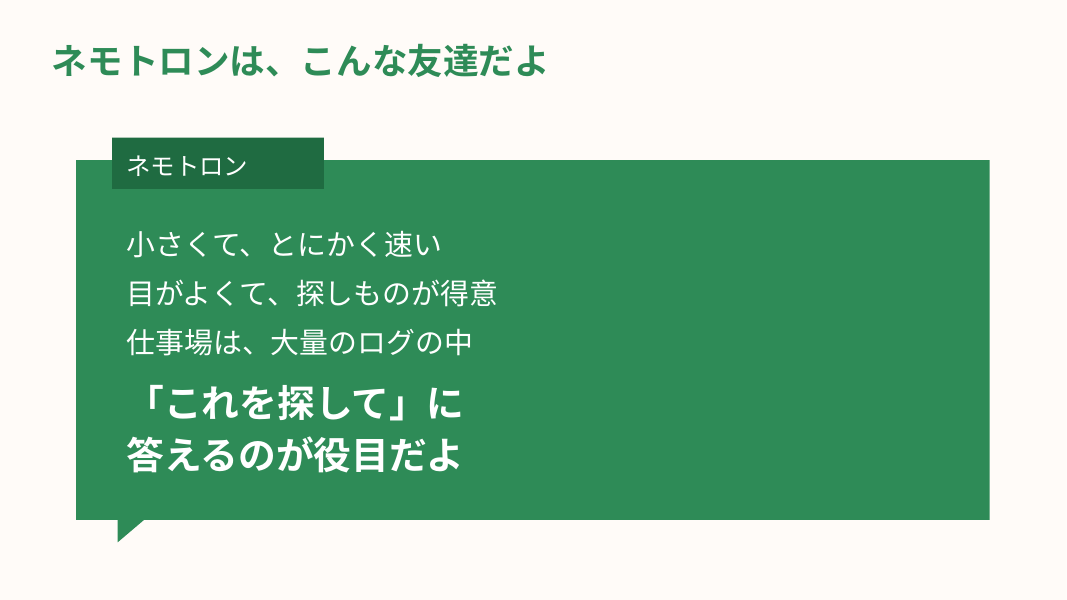 ネモトロンは、こんな友達だよ
ネモトロン
小さくて、とにかく速い
目がよくて、探しものが得意
仕事場は、大量のログの中
「これを探して」に
答えるのが役目だよ